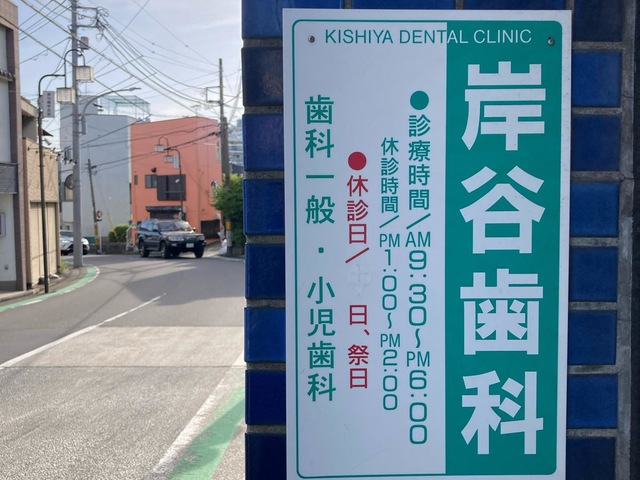 KISHIYA DENTAL CLINIC
岸谷歯科
●診療時間/AM9:30～PM6:00
休診時間/PM1:00～PM2:00
●休診日/ 日、祭日
歯科一般・小児歯科